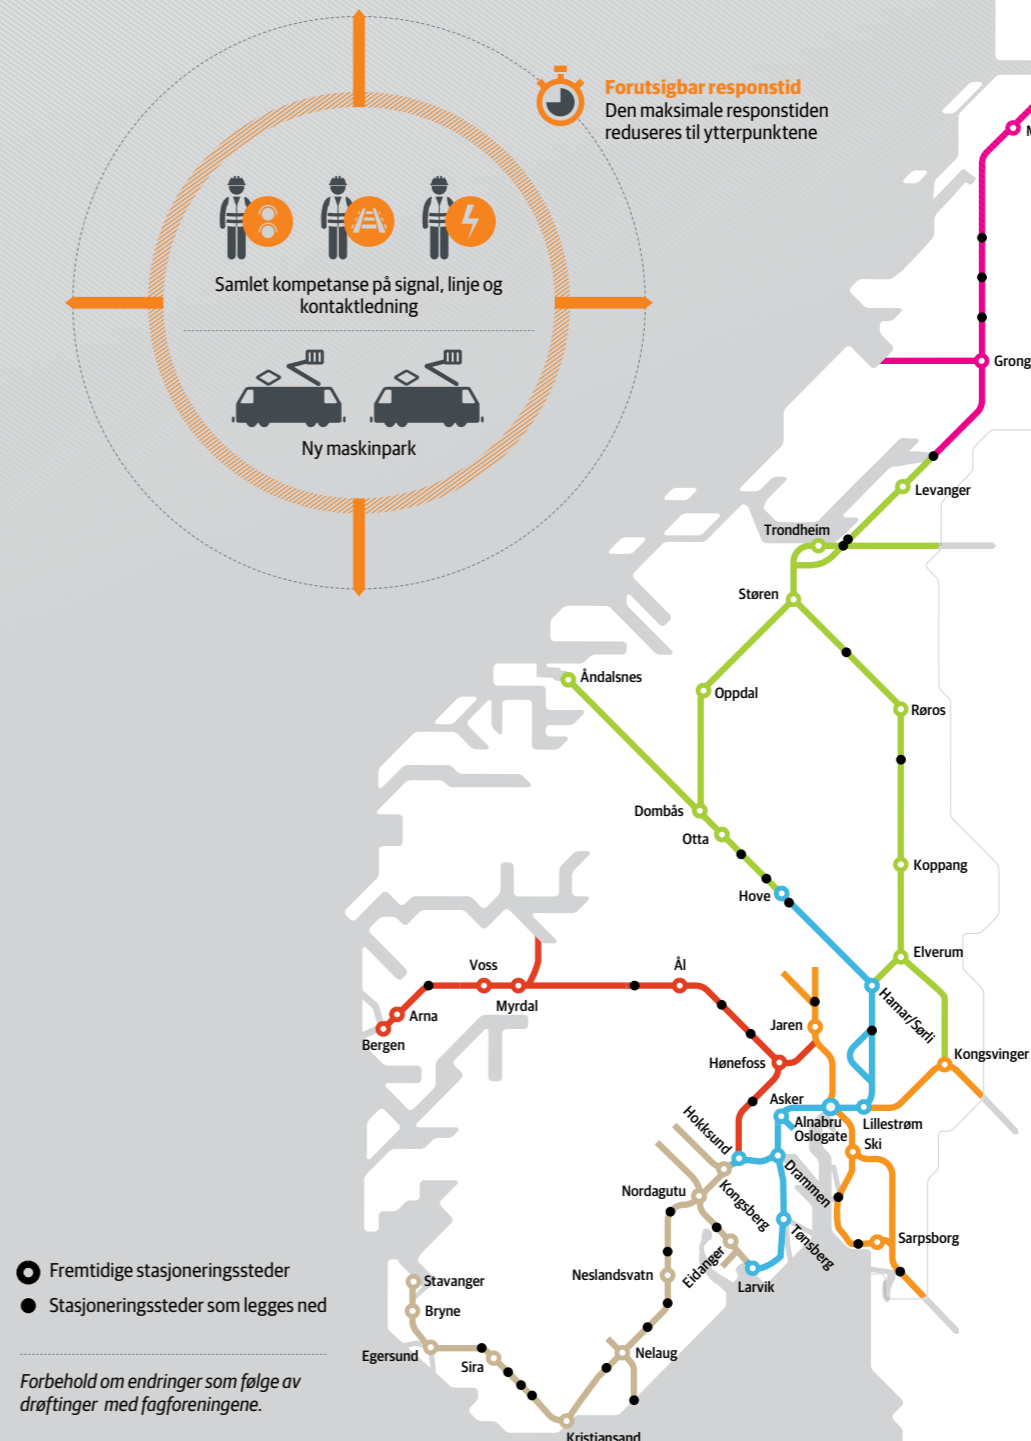 Forutsigbar responstid
Den maksimale responstiden
reduseres til ytterpunktene
Samlet kompetanse på signal, linje og
kontaktledning
Ny maskinpark
Grong
Levanger
Trondheim
Støren
Åndalsnes
Oppdal
Røros
Dombås
Otta
Koppang
Hove
Elverum
Voss
Ål
Myrdal
Hamar/Sørli
Arna
Jaren
Bergen
Kongsvinger
Hønefoss
Asker
Alnabru
Oslogate
Lillestrøm
Hokksund
Ski
Drammen
Kongsberg
Nordagutu
Tønsberg
Sarpsborg
Eidanger
Fremtidige stasjoneringssteder
Stavanger
Neslandsvatn
Larvik
Stasjoneringssteder som legges ned
Bryne
Egersund
Sira
Nelaug
Forbehold om endringer som følge av
drøftinger med fagforeningene.
Kristiansand